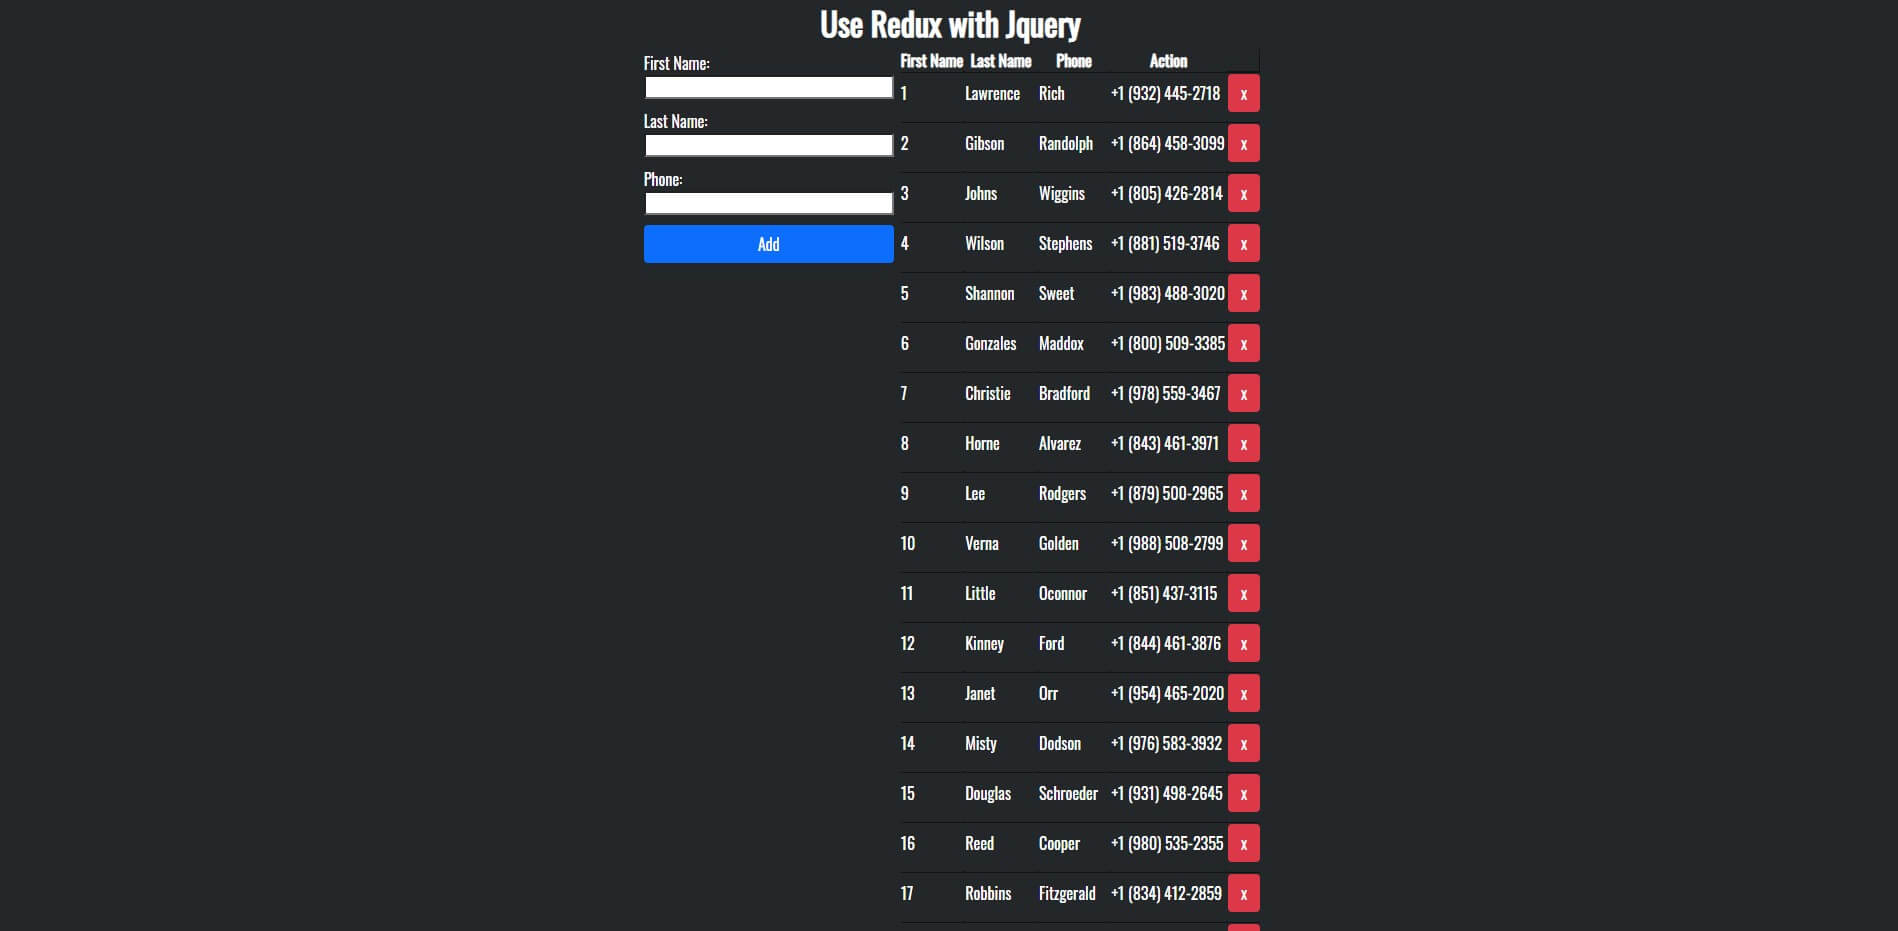 Use Redux with Jquery
First Name:
Last Name:
Phone:
Add
First Name Last Name Phone Action
1 Lawrence Rich +1 (932) 445-2718 x
2 Gibson Randolph +1 (864) 458-3099 x
3 Johns Wiggins +1 (805) 426-2814 x
4 Wilson Stephens +1 (881) 519-3746 x
5 Shannon Sweet +1 (983) 488-3020 x
6 Gonzales Maddox +1 (800) 509-3385 x
7 Christie Bradford +1 (978) 559-3467 x
8 Horne Alvarez +1 (843) 461-3971 x
9 Lee Rodgers +1 (879) 500-2965 x
10 Verna Golden +1 (988) 508-2799 x
11 Little Oconnor +1 (851) 437-3115 x
12 Kinney Ford +1 (844) 461-3876 x
13 Janet Orr +1 (954) 465-2020 x
14 Misty Dodson +1 (976) 583-3932 x
15 Douglas Schroeder +1 (931) 498-2645 x
16 Reed Cooper +1 (980) 535-2355 x
17 Robbins Fitzgerald +1 (834) 412-2859 x